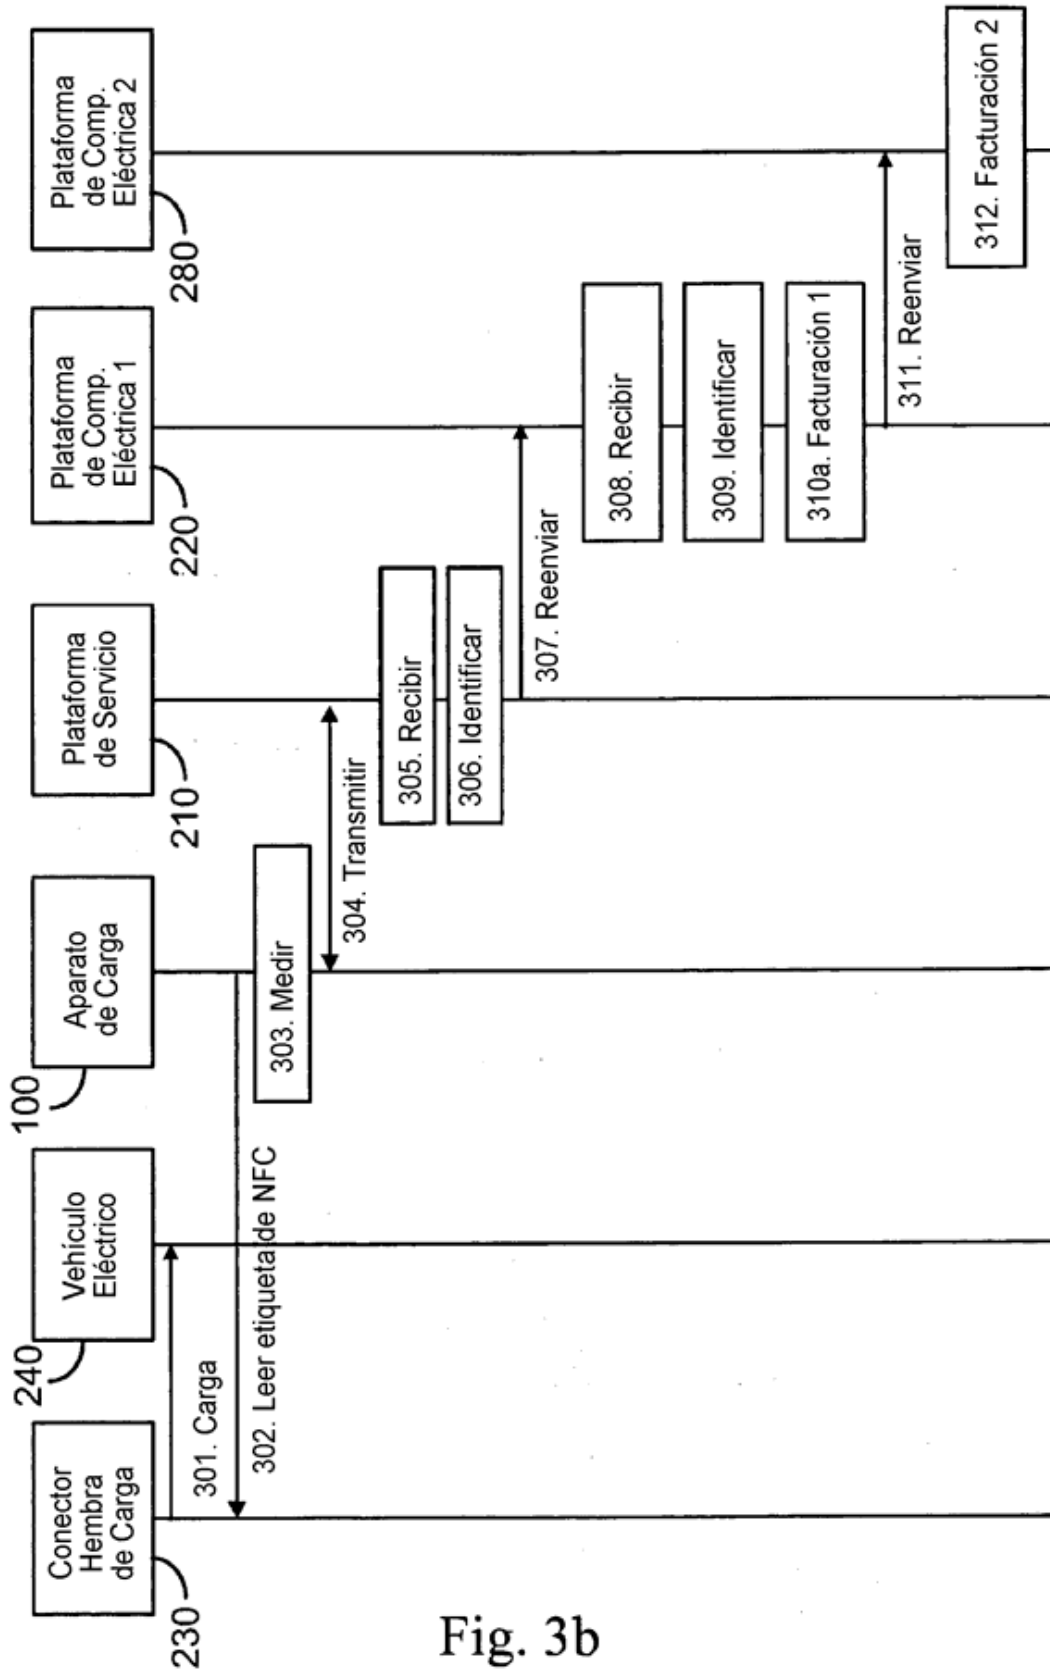 Conector
Hembra
de Carga
230
Vehículo
Eléctrico
240
Aparato
de Carga
100
Plataforma
de Servicio
210
Plataforma
de Comp.
Eléctrica 1
220
Plataforma
de Comp.
Eléctrica 2
280
301. Carga
302. Leer etiqueta de NFC
303. Medir
304. Transmitir
305. Recibir
306. Identificar
307. Reenviar
308. Recibir
309. Identificar
310a. Facturación 1
311. Reenviar
312. Facturación 2
Fig. 3b